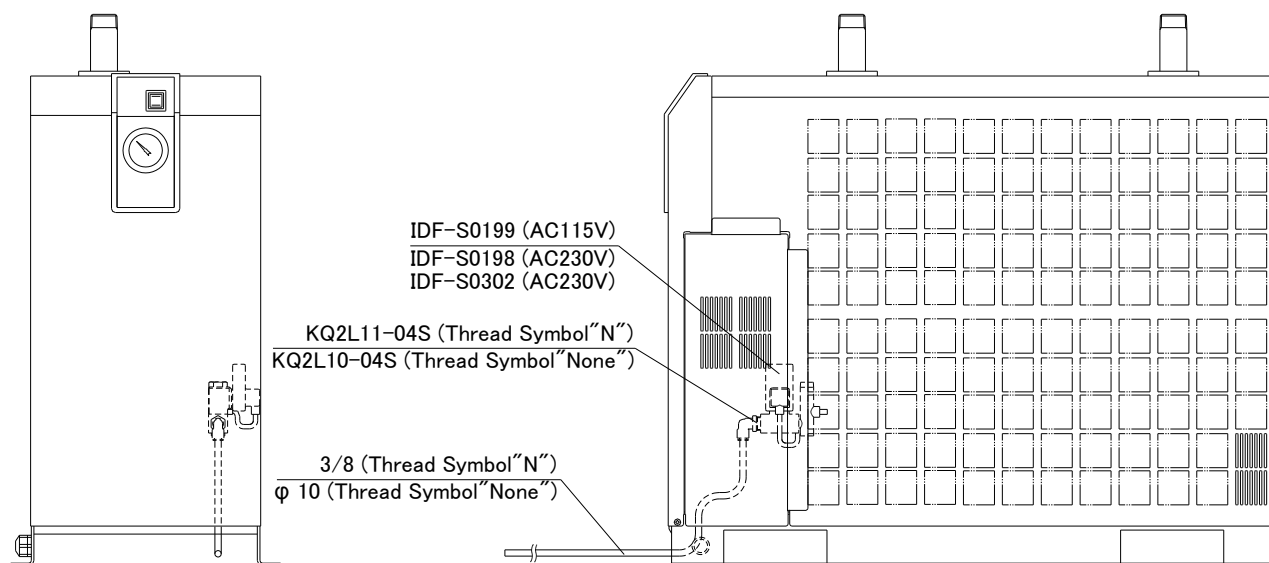 IDF-S0199 (AC115V)
IDF-S0198 (AC230V)
IDF-S0302 (AC230V)
KQ2L11-04S (Thread Symbol"N")
KQ2L10-04S (Thread Symbol"None")
3/8 (Thread Symbol"N")
φ 10 (Thread Symbol"None")